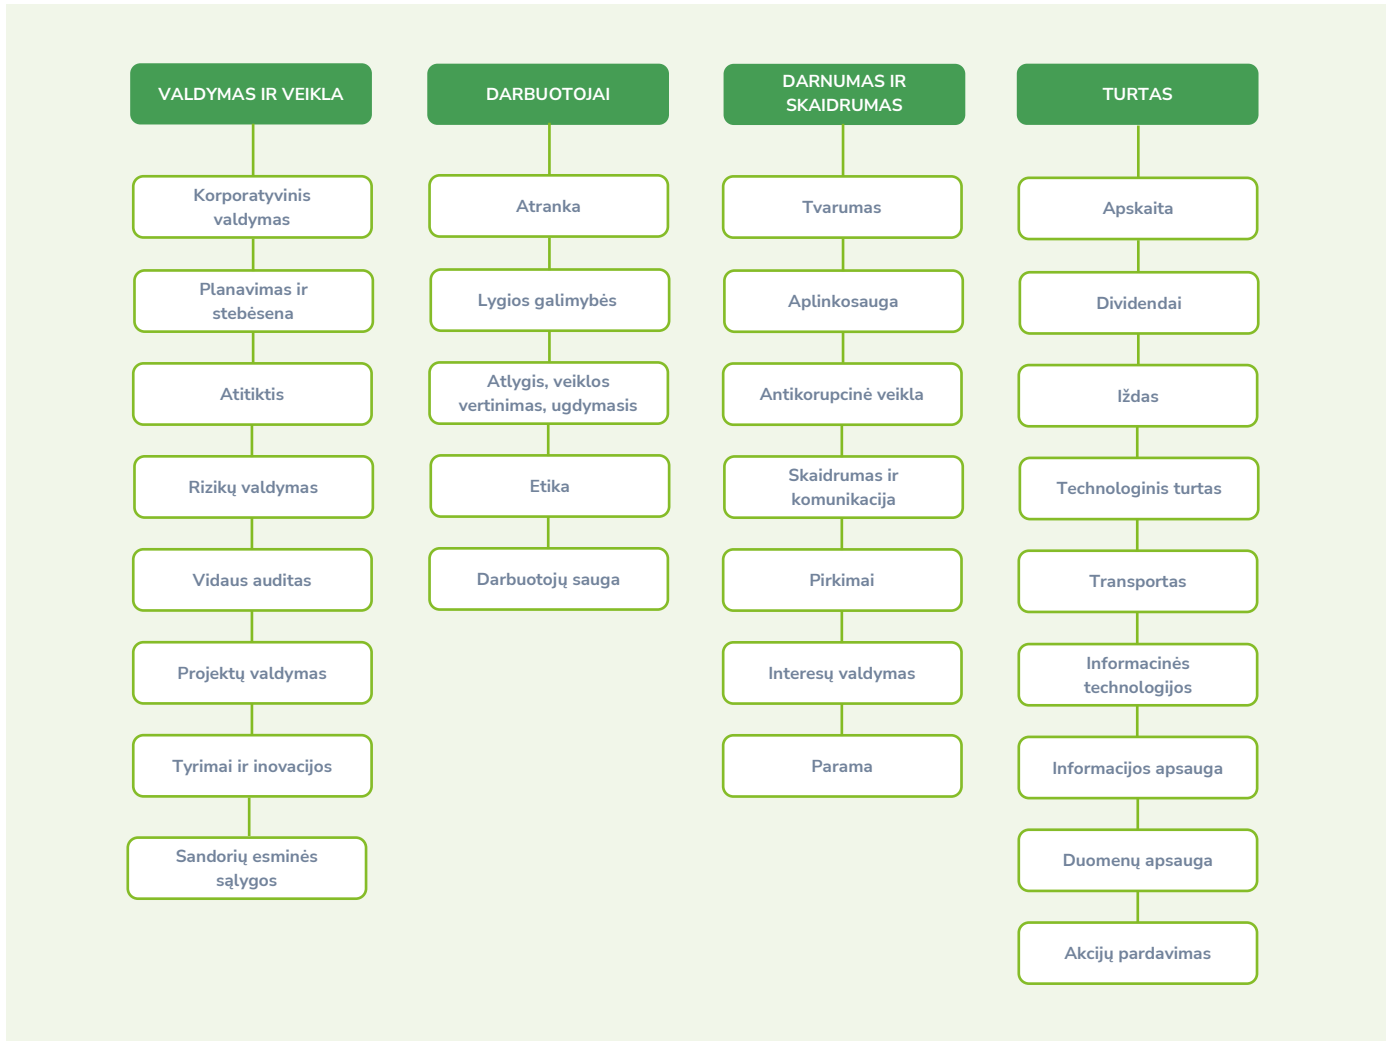 VALDYMAS IR VEIKLA
Korporatyvinis
valdymas
Planavimas ir
stebėsena
Atitiktis
Rizikų valdymas
Vidaus auditas
Projektų valdymas
Tyrimai ir inovacijos
Sandorių esminės
sąlygos
DARBUOTOJAI
Atranka
Lygios galimybės
Atlygis, veiklos
vertinimas, ugdymasis
Etika
Darbuotojų sauga
DARNUMAS IR
SKAIDRUMAS
Tvarumas
Aplinkosauga
Antikorupcinė veikla
Skaidrumas ir
komunikacija
Pirkimai
Interesų valdymas
Parama
TURTAS
Apskaita
Dividendai
Iždas
Technologinis turtas
Transportas
Informacinės
technologijos
Informacijos apsauga
Duomenų apsauga
Akcijų pardavimas